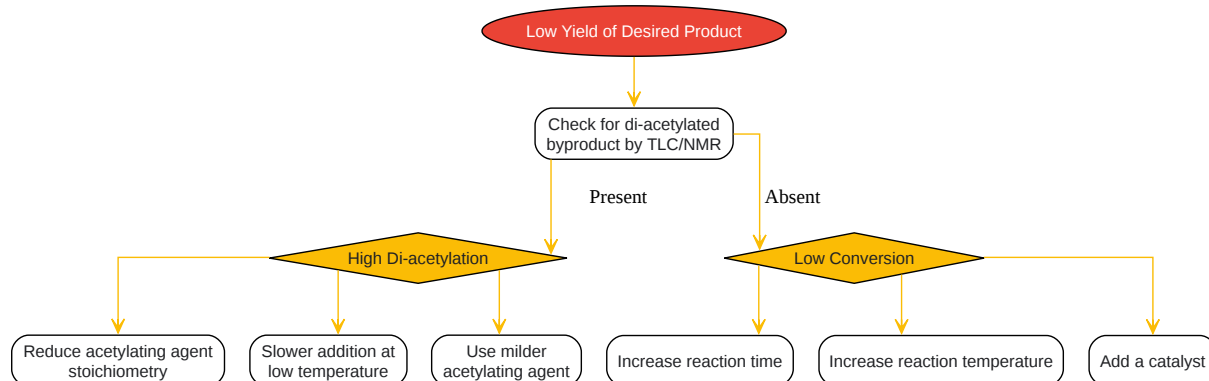 Low Yield of Desired Product
Check for di-acetylated
byproduct by TLC/NMR
Present
Absent
High Di-acetylation
Low Conversion
Reduce acetylating agent
stoichiometry
Slower addition at
low temperature
Use milder
acetylating agent
Increase reaction time
Increase reaction temperature
Add a catalyst